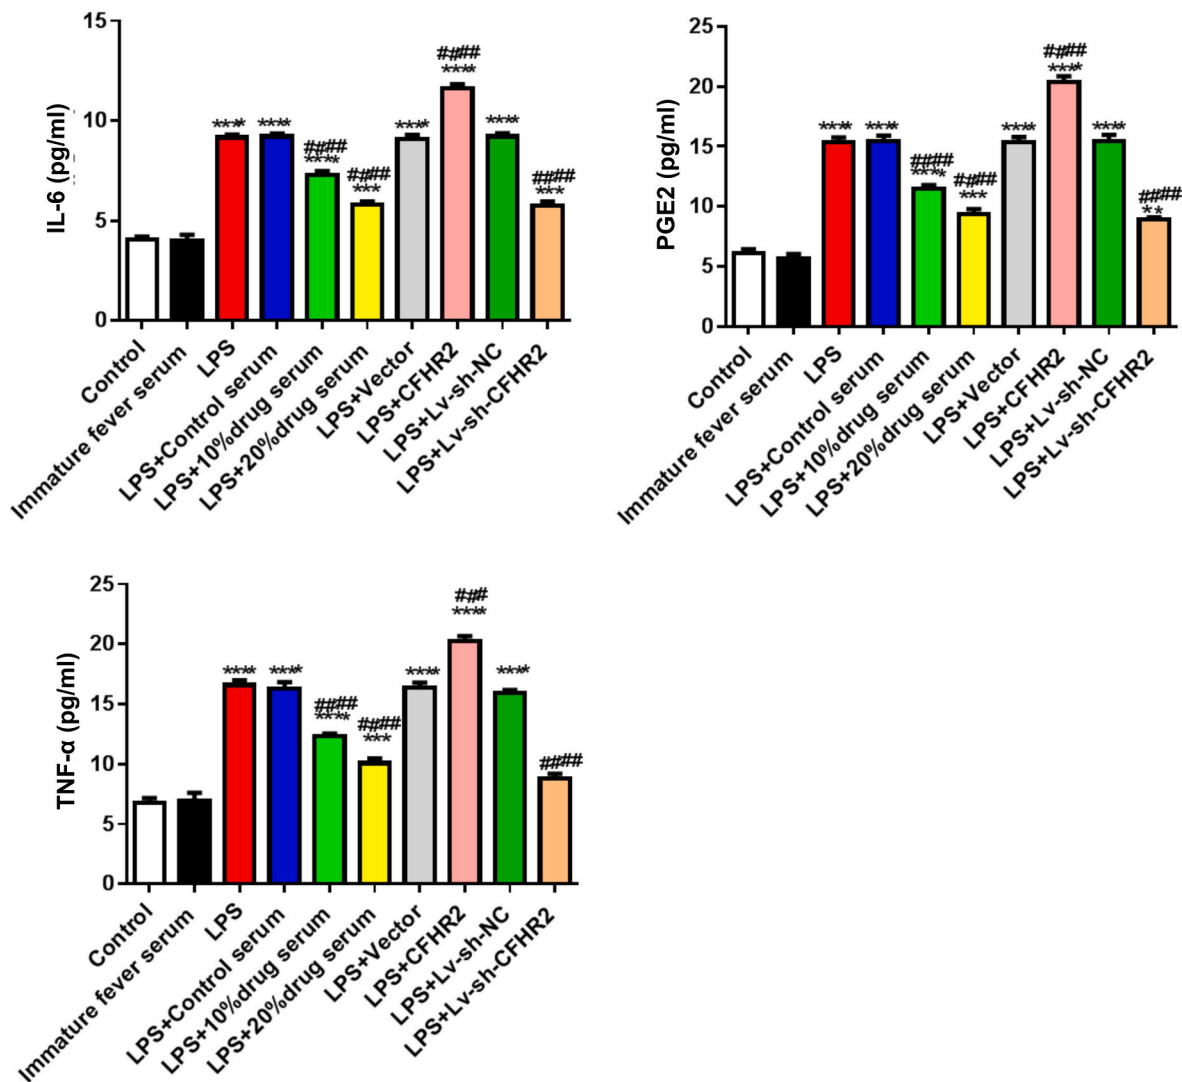 15
10
5
0
IL-6 (pg/ml)
****
****
####
****
####
***
****
####
****
****
####
***
Control
Immature fever serum
LPS
LPS+Control serum
LPS+10%drug serum
LPS+20%drug serum
LPS+Vector
LPS+CFHR2
LPS+Lv-sh-NC
LPS+Lv-sh-CFHR2
25
20
15
10
5
0
PGE2 (pg/ml)
****
****
####
****
####
***
****
####
****
****
####
**
Control
Immature fever serum
LPS
LPS+Control serum
LPS+10%drug serum
LPS+20%drug serum
LPS+Vector
LPS+CFHR2
LPS+Lv-sh-NC
LPS+Lv-sh-CFHR2
25
20
15
10
5
0
TNF-α (pg/ml)
****
****
####
****
####
***
****
###
****
****
####
Control
Immature fever serum
LPS
LPS+Control serum
LPS+10%drug serum
LPS+20%drug serum
LPS+Vector
LPS+CFHR2
LPS+Lv-sh-NC
LPS+Lv-sh-CFHR2